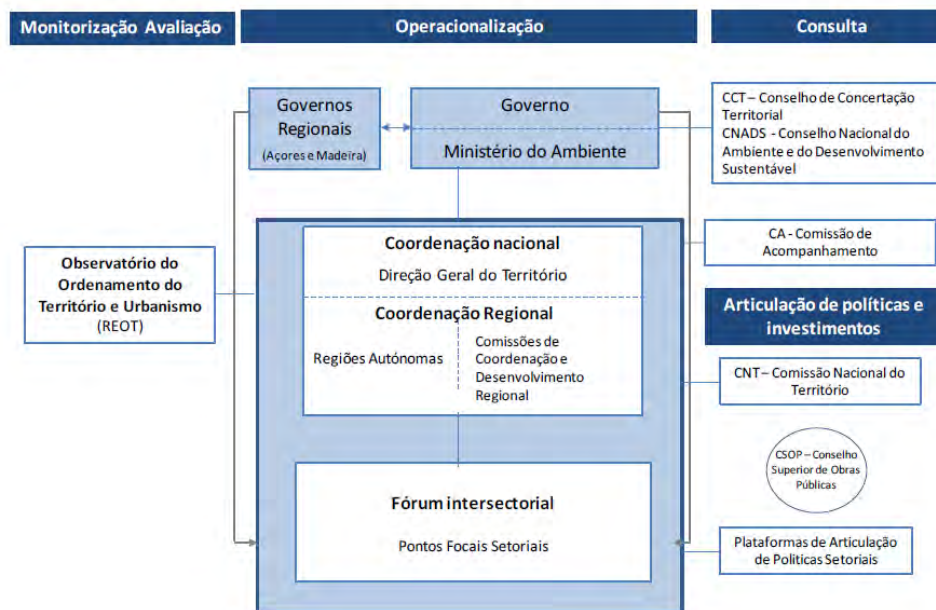 Monitorização Avaliação
Operacionalização
Consulta
Governos
Regionais
(Açores e Madeira)
Governo
Ministério do Ambiente
CCT – Conselho de Concertação
Territorial
CNADS - Conselho Nacional do
Ambiente e do Desenvolvimento
Sustentável
Observatório do
Ordenamento do
Território e Urbanismo
(REOT)
Coordenação nacional
Direção Geral do Território
Coordenação Regional
Regiões Autónomas
Comissões de
Coordenação e
Desenvolvimento
Regional
CA - Comissão de
Acompanhamento
Articulação de políticas e
investimentos
CNT – Comissão Nacional do
Território
CSOP – Conselho
Superior de Obras
Públicas
Fórum intersectorial
Pontos Focais Setoriais
Plataformas de Articulação
de Politicas Setoriais